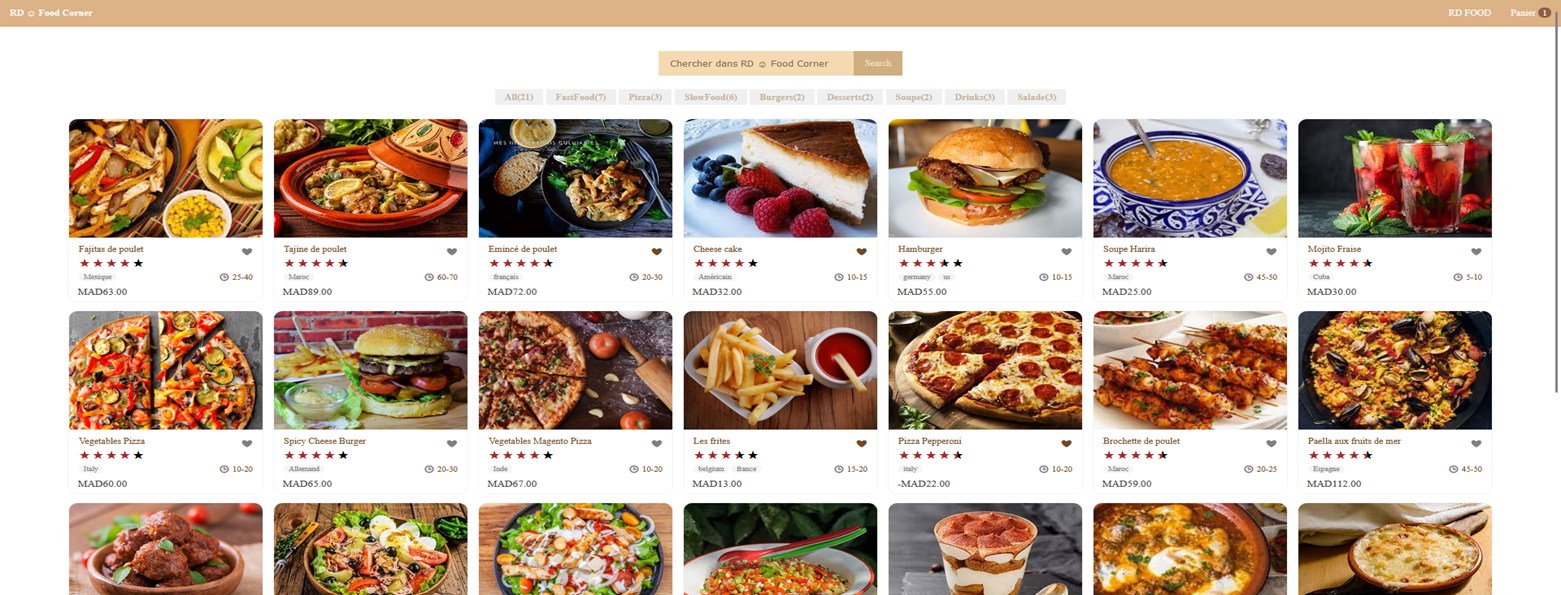 RD ☺ Food Corner
RD FOOD Panier 1
Chercher dans RD ☺ Food Corner Search
All(21) FastFood(7) Pizza(3) SlowFood(6) Burgers(2) Desserts(2) Soupe(2) Drinks(3) Salade(3)
Fajitas de poulet
Mexique 25-40
MAD63.00
Tajine de poulet
Maroc 60-70
MAD89.00
Emincé de poulet
français 20-30
MAD72.00
Cheese cake
Américain 10-15
MAD32.00
Hamburger
germany us 10-15
MAD55.00
Soupe Harira
Maroc 45-50
MAD25.00
Mojito Fraise
Cuba 5-10
MAD30.00
Vegetables Pizza
Italy 10-20
MAD60.00
Spicy Cheese Burger
Allemand 20-30
MAD65.00
Vegetables Magento Pizza
Inde 10-20
MAD67.00
Les frites
belgium france 15-20
MAD13.00
Pizza Pepperoni
italy 10-20
-MAD22.00
Brochette de poulet
Maroc 20-25
MAD59.00
Paella aux fruits de mer
Espagne 45-50
MAD112.00